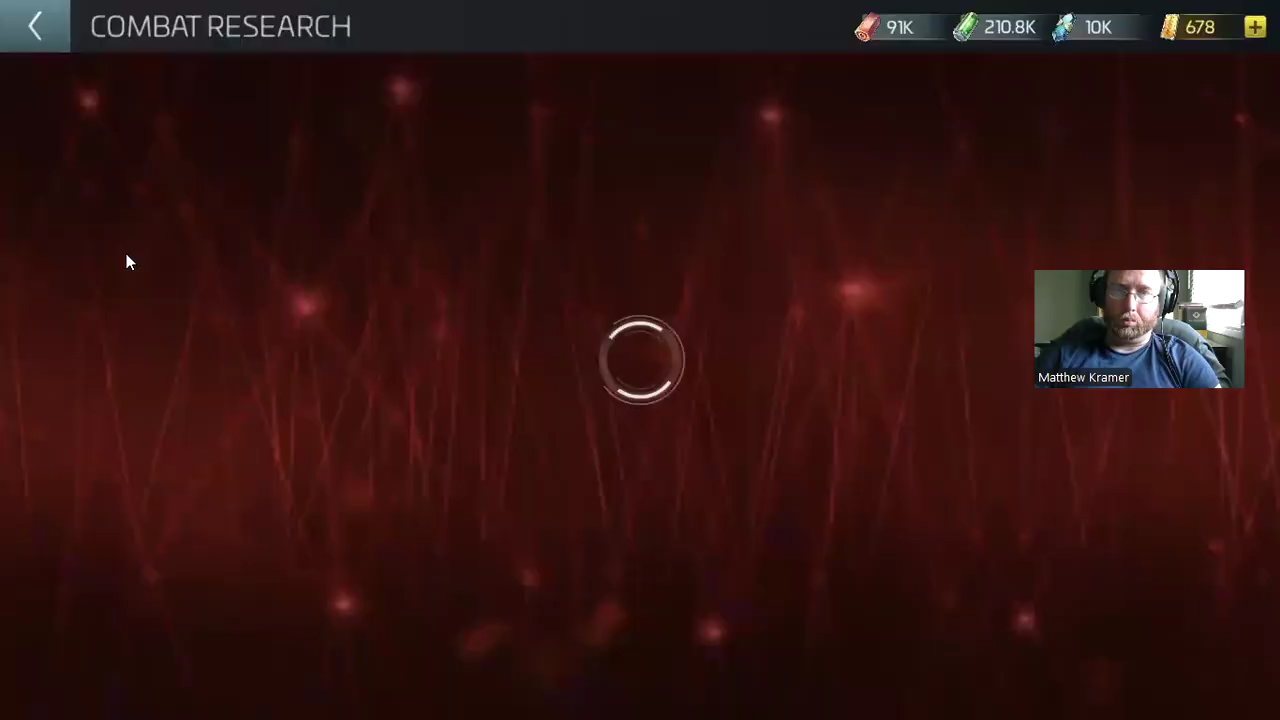 COMBAT RESEARCH
91K
210.8K
10K
678
Matthew Kramer